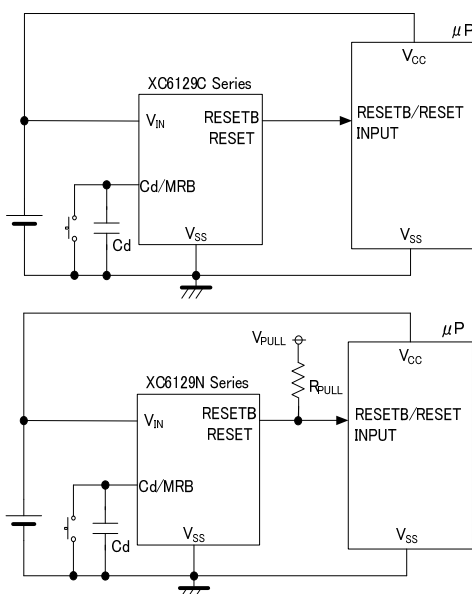 μP
VCC
XC6129C Series
VIN
RESETB
RESET
RESETB/RESET
INPUT
Cd/MRB
Cd
VSS
VSS
μP
VPULL
VCC
XC6129N Series
RPULL
VIN
RESETB
RESET
RESETB/RESET
INPUT
Cd/MRB
Cd
VSS
VSS